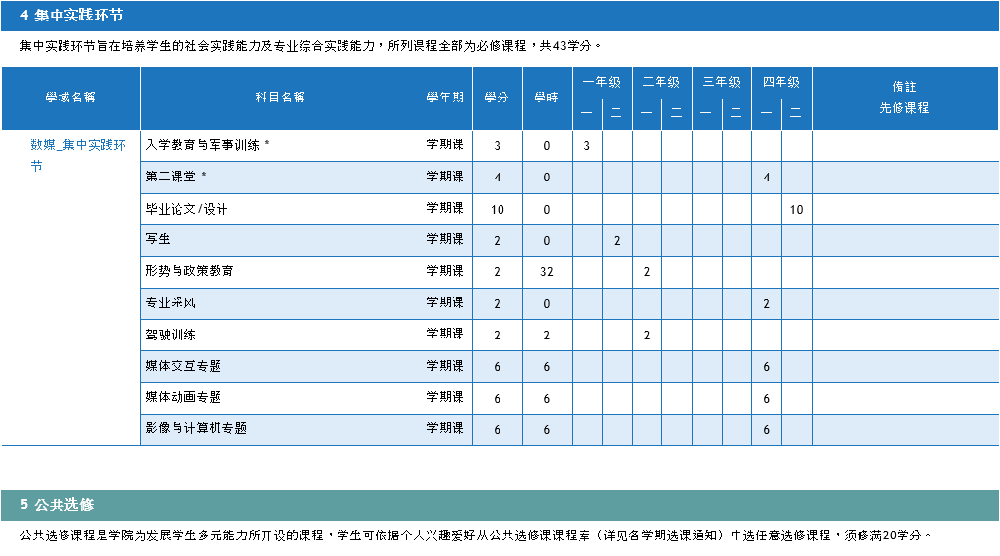 4 集中实践环节
集中实践环节旨在培养学生的社会实践能力及专业综合实践能力，所列课程全部为必修课程，共43学分。
學域名稱 科目名稱 學年期 學分 學時 一年级 二年级 三年级 四年级 備註
一 二 一 二 一 二 一 二 先修课程
数媒_集中实践环节 入学教育与军事训练 * 学期课 3 0 3
第二课堂 * 学期课 4 0 4
毕业论文/设计 学期课 10 0 10
写生 学期课 2 0 2
形势与政策教育 学期课 2 32 2
专业采风 学期课 2 0 2
驾驶训练 学期课 2 2 2
媒体交互专题 学期课 6 6 6
媒体动画专题 学期课 6 6 6
影像与计算机专题 学期课 6 6 6
5 公共选修
公共选修课程是学院为发展学生多元能力所开设的课程，学生可依据个人兴趣爱好从公共选修课课程库（详见各学期选课通知）中选任意选修课程，须修满20学分。